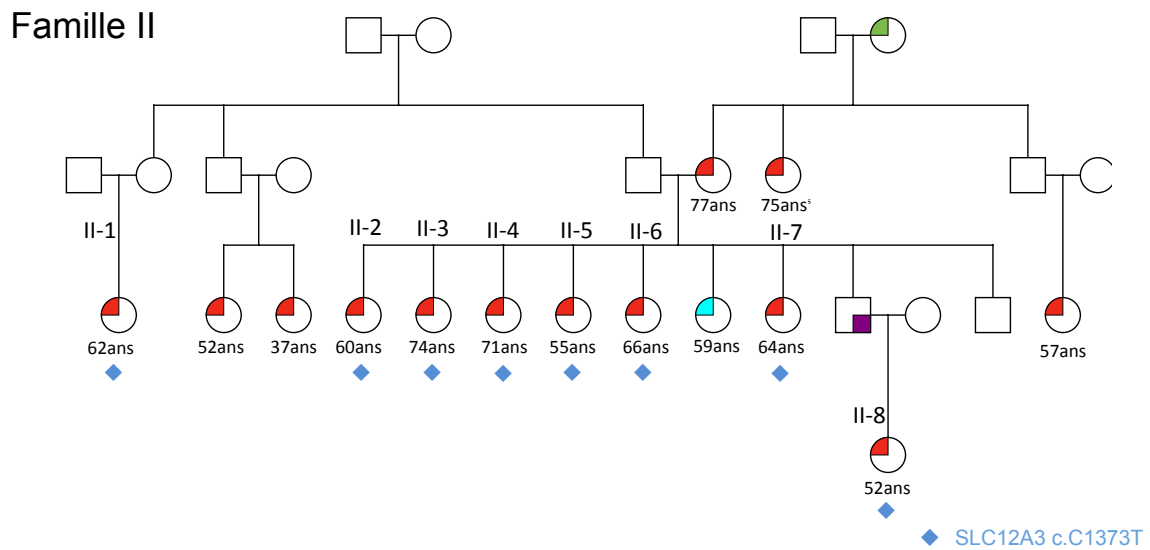 Famille II
77ans 75ans
II-1 II-2 II-3 II-4 II-5 II-6 II-7
62ans 52ans 37ans 60ans 74ans 71ans 55ans 66ans 59ans 64ans 57ans
II-8
52ans
SLC12A3 c.C1373T